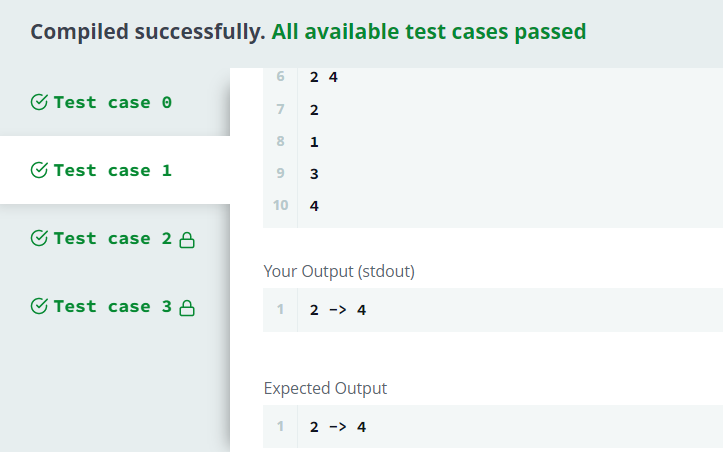 Compiled successfully. All available test cases passed
Test case 0
Test case 1
Test case 2
Test case 3
6 2 4
7 2
8 1
9 3
10 4
Your Output (stdout)
1 2 -> 4
Expected Output
1 2 -> 4